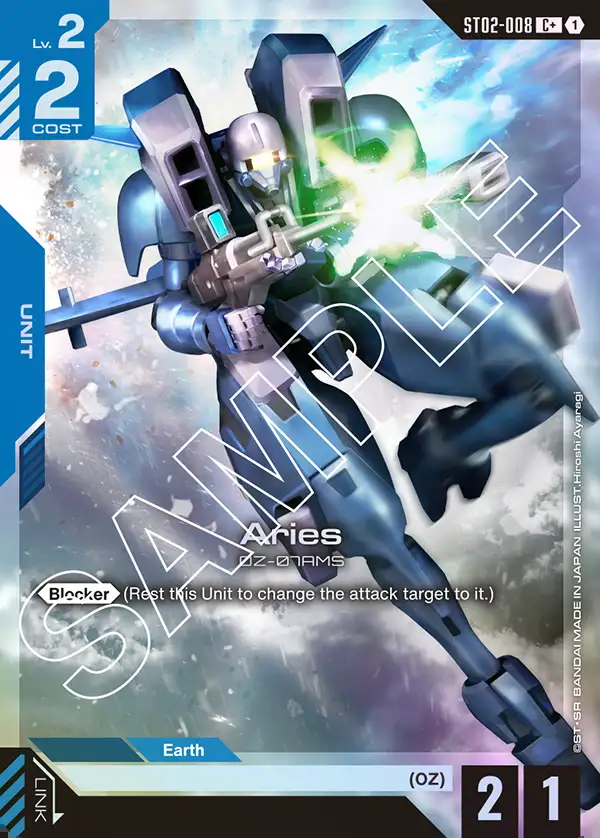 Lv. 2
2
COST
ST02-008 C+ 1
UNIT
Aries
OZ-07AMS
Blocker (Rest this Unit to change the attack target to it.)
SAMPLE
©ST・SR BANDAI MADE IN JAPAN ILLUST.Hiroshi Ayaragi
Earth
LINK
(OZ)
2 1